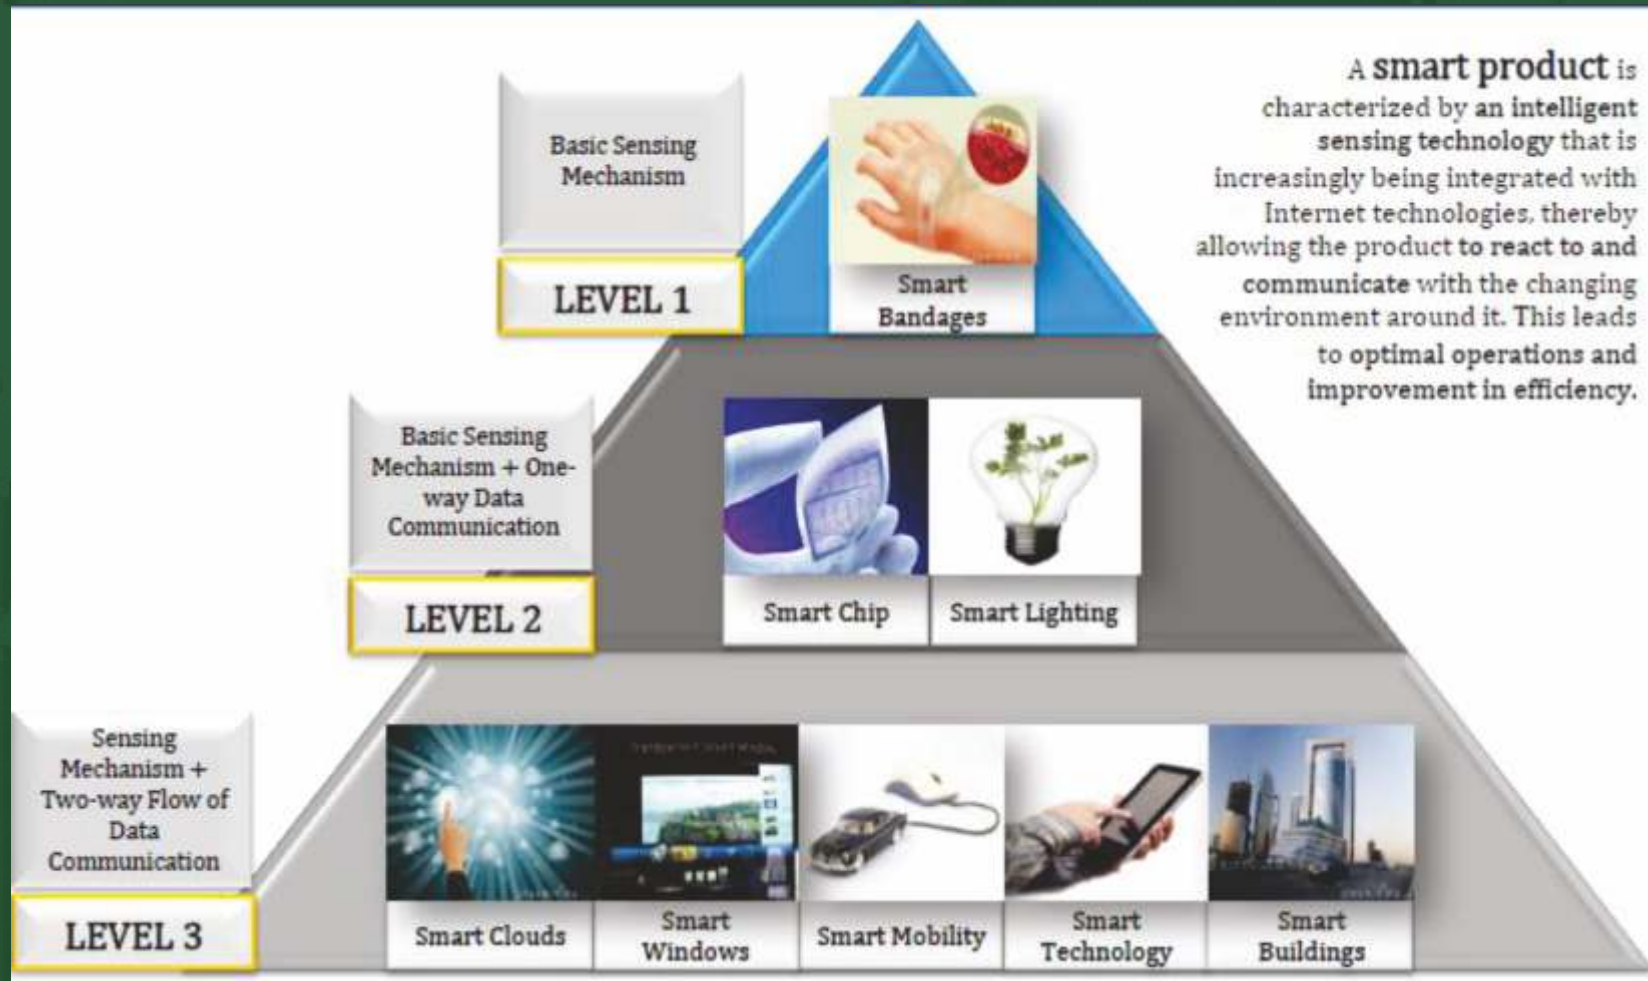 A smart product is
characterized by an intelligent
sensing technology that is
increasingly being integrated with
Internet technologies, thereby
allowing the product to react to and
communicate with the changing
environment around it. This leads
to optimal operations and
improvement in efficiency.
Basic Sensing
Mechanism
LEVEL 1
Smart
Bandages
Basic Sensing
Mechanism + One-
way Data
Communication
LEVEL 2
Smart Chip
Smart Lighting
Sensing
Mechanism +
Two-way Flow of
Data
Communication
LEVEL 3
Smart Clouds
Smart
Windows
Smart Mobility
Smart
Technology
Smart
Buildings